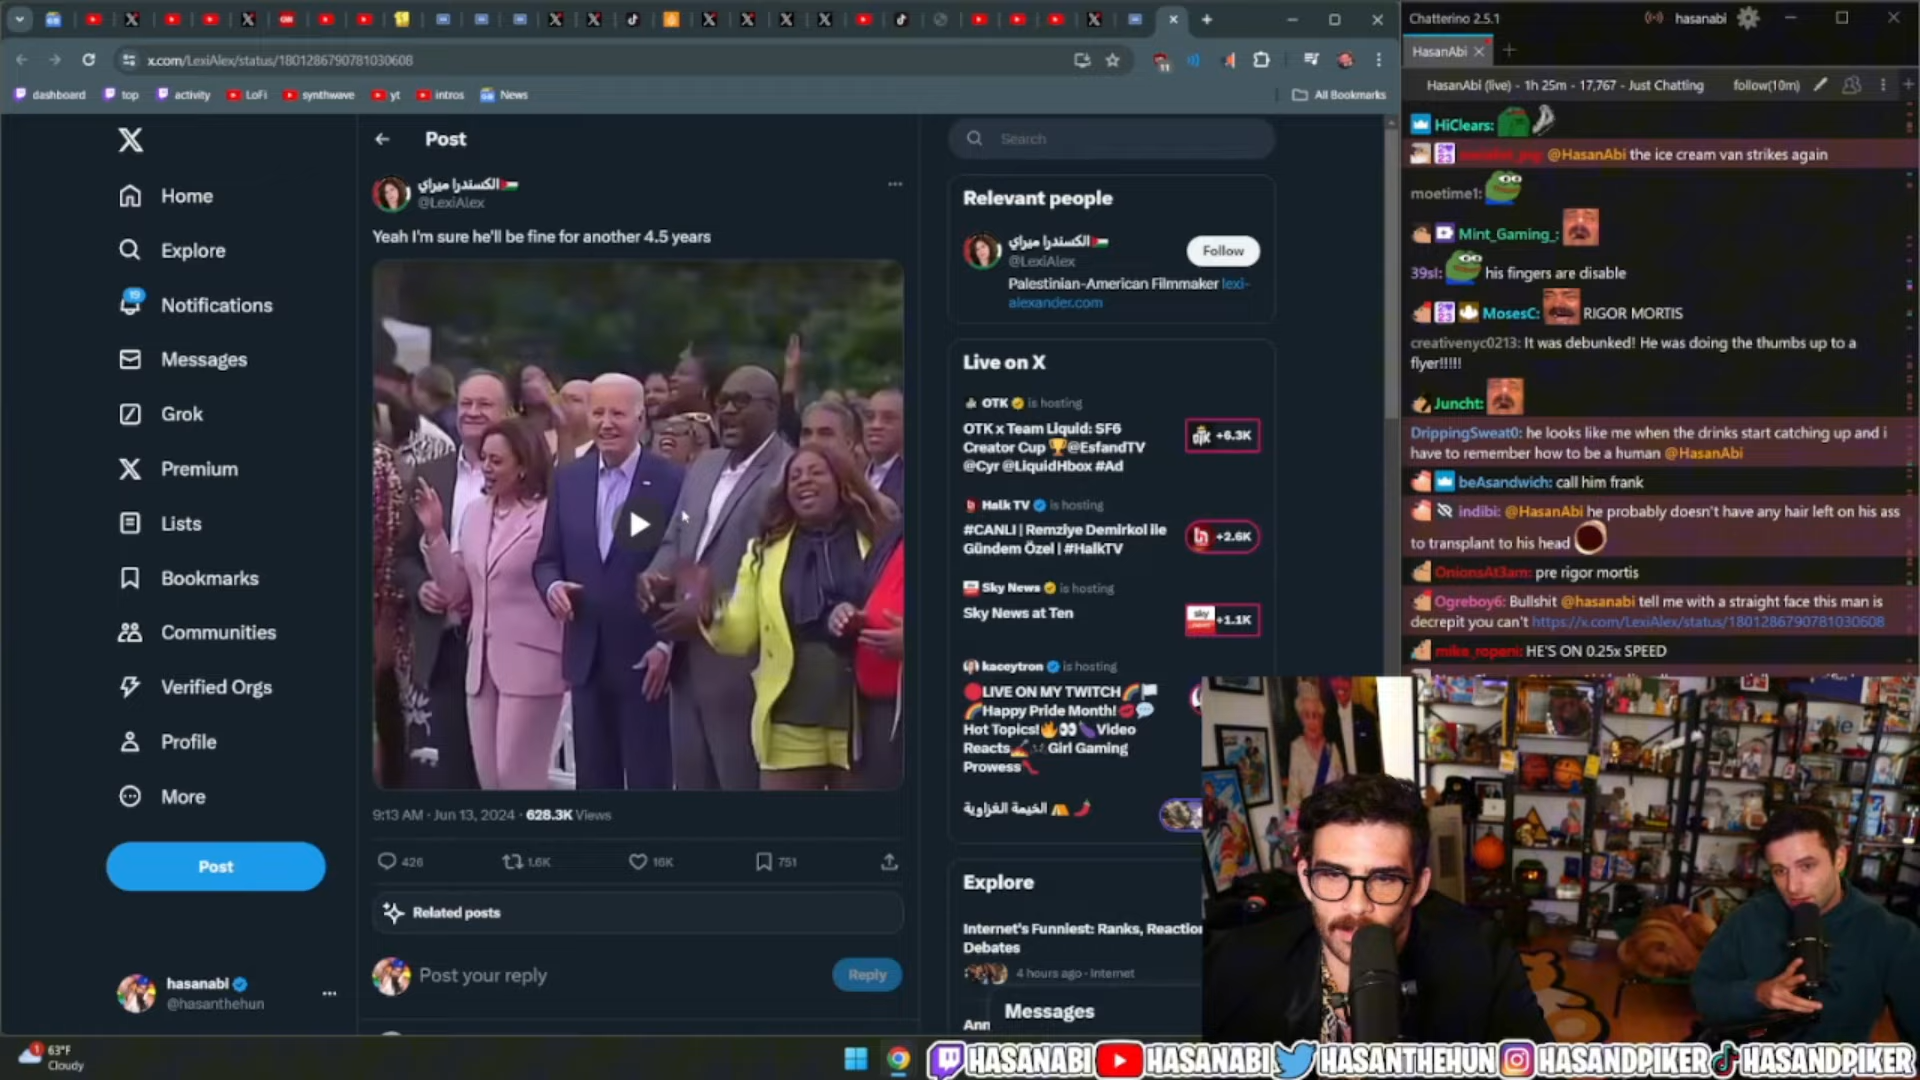 x.com/LexiAlex/status/1801286790781030608
dashboard
top
activity
LoFi
synthwave
yt
intros
News
All Bookmarks
X
Home
Explore
19
Notifications
Messages
Grok
Premium
Lists
Bookmarks
Communities
Verified Orgs
Profile
More
Post
hasanabi
@hasanthehun
Post
الكسندرا ميراي
@LexiAlex
Yeah I'm sure he'll be fine for another 4.5 years
9:13 AM · Jun 13, 2024 · 628.3K Views
426
1.6K
16K
751
Related posts
Post your reply
Reply
Search
Relevant people
الكسندرا ميراي
@LexiAlex
Follow
Palestinian-American Filmmaker lexi-
alexander.com
Live on X
OTK is hosting
OTK x Team Liquid: SF6
Creator Cup 🏆@EsfandTV
@Cyr @LiquidHbox #Ad
+6.3K
Halk TV is hosting
#CANLI | Remziye Demirkol ile
Gündem Özel | #HalkTV
+2.6K
Sky News is hosting
Sky News at Ten
sky
+1.1K
kaceytron is hosting
🔴LIVE ON MY TWITCH🌈
🌈Happy Pride Month!
Hot Topics!🔥👀Video
Reacts Girl Gaming
Prowess
الخيمة الغزاوية
Explore
Internet's Funniest: Ranks, Reaction
Debates
4 hours ago · Internet
Messages
Chatterino 2.5.1
hasanabi
HasanAbi
HasanAbi (live) - 1h 25m - 17,767 - Just Chatting
follow(10m)
HiClears:
@HasanAbi the ice cream van strikes again
moetime1:
Mint_Gaming_:
39sl: his fingers are disable
MosesC: RIGOR MORTIS
creativenyc0213: It was debunked! He was doing the thumbs up to a
flyer!!!!!
Juncht:
DrippingSweat0: he looks like me when the drinks start catching up and i
have to remember how to be a human @HasanAbi
beAsandwich: call him frank
indibi: @HasanAbi he probably doesn't have any hair left on his ass
to transplant to his head
OnionsAt3am: pre rigor mortis
Ogreboy6: Bullshit @hasanabi tell me with a straight face this man is
decrepit you can't https://x.com/LexiAlex/status/1801286790781030608
mike_ropeni: HE'S ON 0.25x SPEED
1
63°F
Cloudy
HASANABI HASANABI HASANTHEHUN HASANDPIKER HASANDPIKER